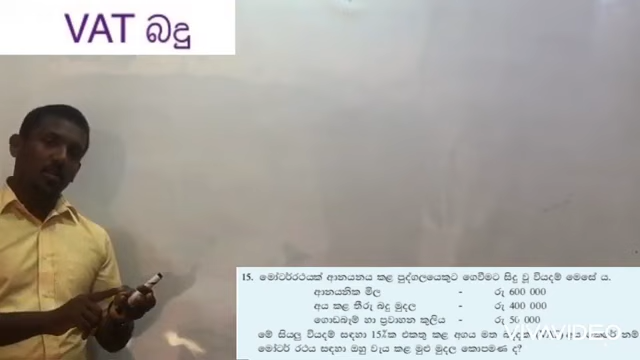 VAT බදු
15. මෝටර්රථයක් ආනයනය කළ පුද්ගලයෙකුට ගෙවීමට සිදු වූ වියදම් මෙසේ ය.
ආනයනික මිල - රු 600 000
අය කළ තීරු බදු මුදල - රු 400 000
ගොඩබෑම් හා ප්‍රවාහන කුලිය - රු 56 000
මේ සියලු වියදම් සඳහා 15% ක එකතු කළ අගය මත
මෝටර් රථය සඳහා ඔහු වැය කළ මුළු මුදල කොපමණ ද?
VIVAVIDEO